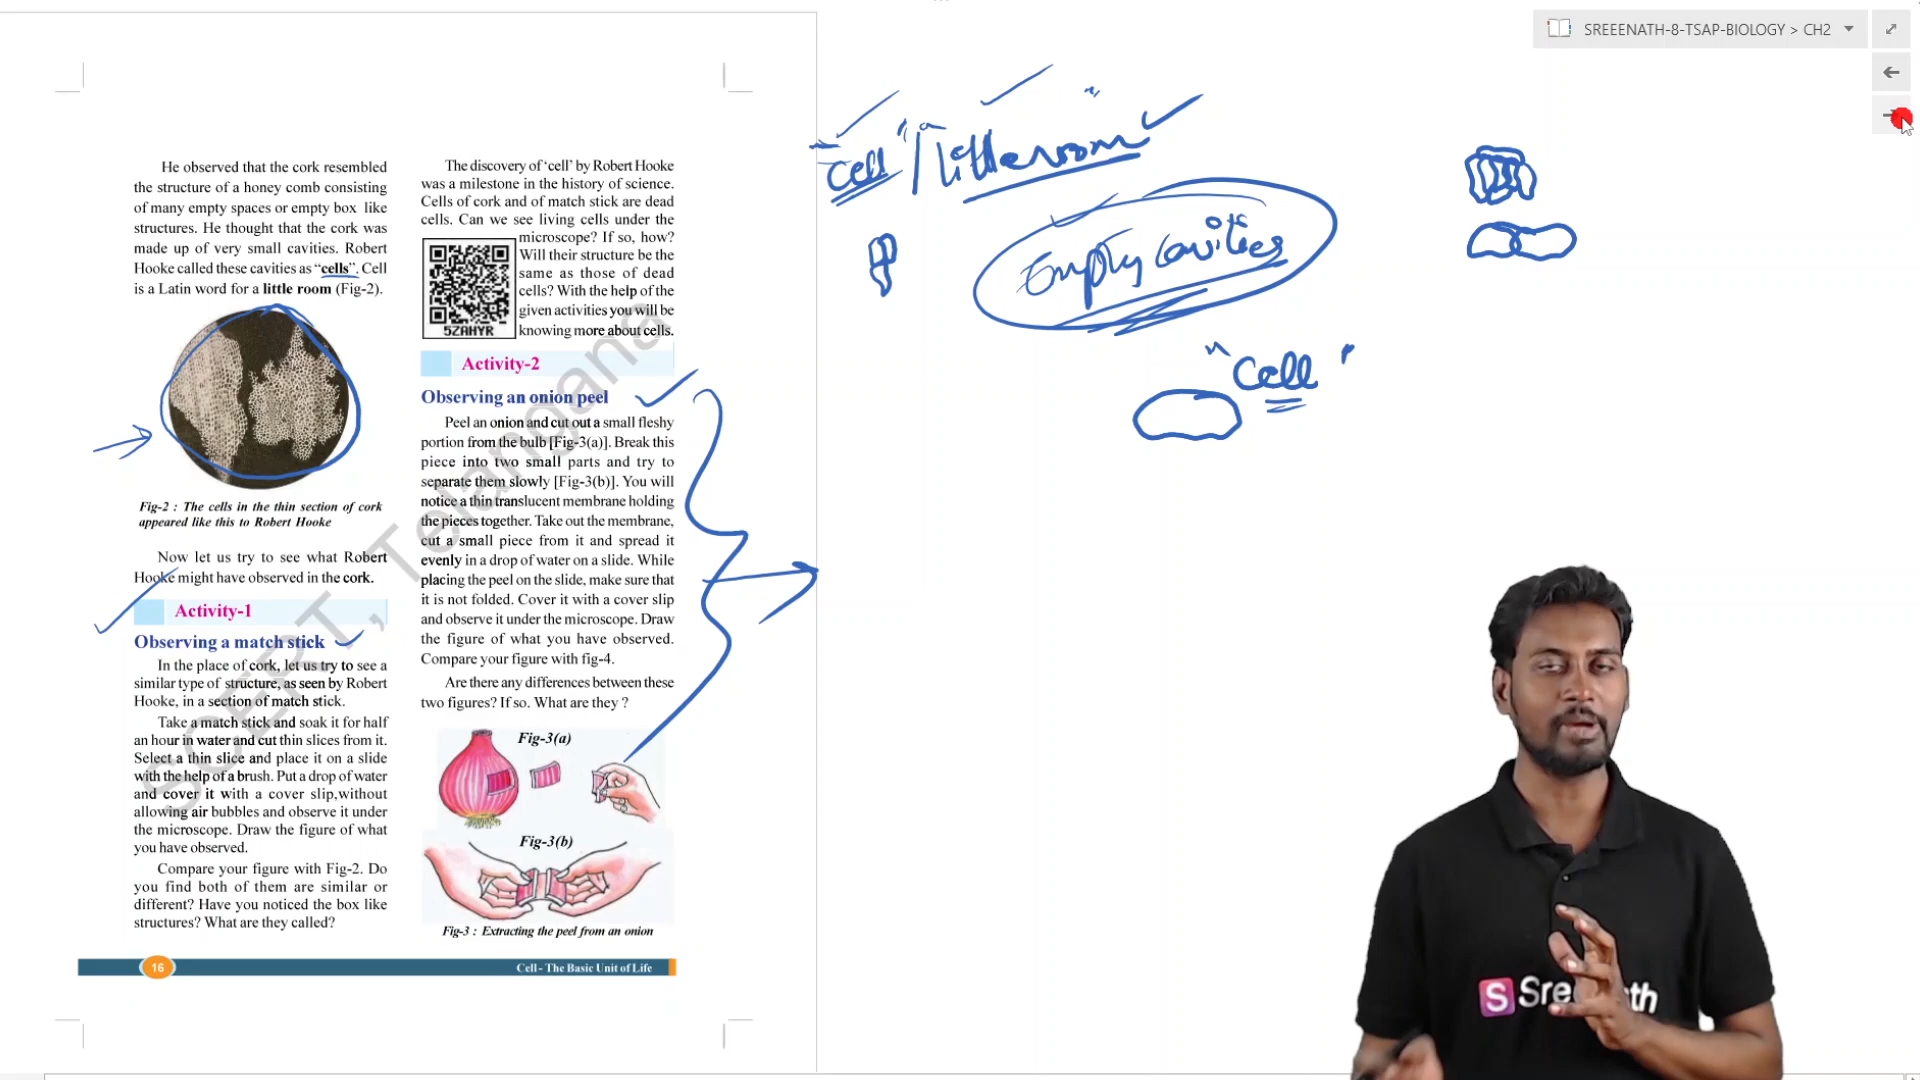 SREEENATH-8-TSAP-BIOLOGY > CH2
He observed that the cork resembled
the structure of a honey comb consisting
of many empty spaces or empty box like
structures. He thought that the cork was
made up of very small cavities. Robert
Hooke called these cavities as “cells”. Cell
is a Latin word for a little room (Fig-2).
Fig-2 : The cells in the thin section of cork
appeared like this to Robert Hooke
Now let us try to see what Robert
Hooke might have observed in the cork.
Activity-1
Observing a match stick
In the place of cork, let us try to see a
similar type of structure, as seen by Robert
Hooke, in a section of match stick.
Take a match stick and soak it for half
an hour in water and cut thin slices from it.
Select a thin slice and place it on a slide
with the help of a brush. Put a drop of water
and cover it with a cover slip,without
allowing air bubbles and observe it under
the microscope. Draw the figure of what
you have observed.
Compare your figure with Fig-2. Do
you find both of them are similar or
different? Have you noticed the box like
structures? What are they called?
The discovery of ‘cell’ by Robert Hooke
was a milestone in the history of science.
Cells of cork and of match stick are dead
cells. Can we see living cells under the
microscope? If so, how?
Will their structure be the
same as those of dead
cells? With the help of the
given activities you will be
knowing more about cells.
5ZAHYR
Activity-2
Observing an onion peel
Peel an onion and cut out a small fleshy
portion from the bulb [Fig-3(a)]. Break this
piece into two small parts and try to
separate them slowly [Fig-3(b)]. You will
notice a thin translucent membrane holding
the pieces together. Take out the membrane,
cut a small piece from it and spread it
evenly in a drop of water on a slide. While
placing the peel on the slide, make sure that
it is not folded. Cover it with a cover slip
and observe it under the microscope. Draw
the figure of what you have observed.
Compare your figure with fig-4.
Are there any differences between these
two figures? If so. What are they ?
Fig-3(a)
Fig-3(b)
Fig-3 : Extracting the peel from an onion
16
Cell - The Basic Unit of Life
SCERT, Telangana
"Cell" / "a little room"
Empty cavities
"Cell"
S Sre th